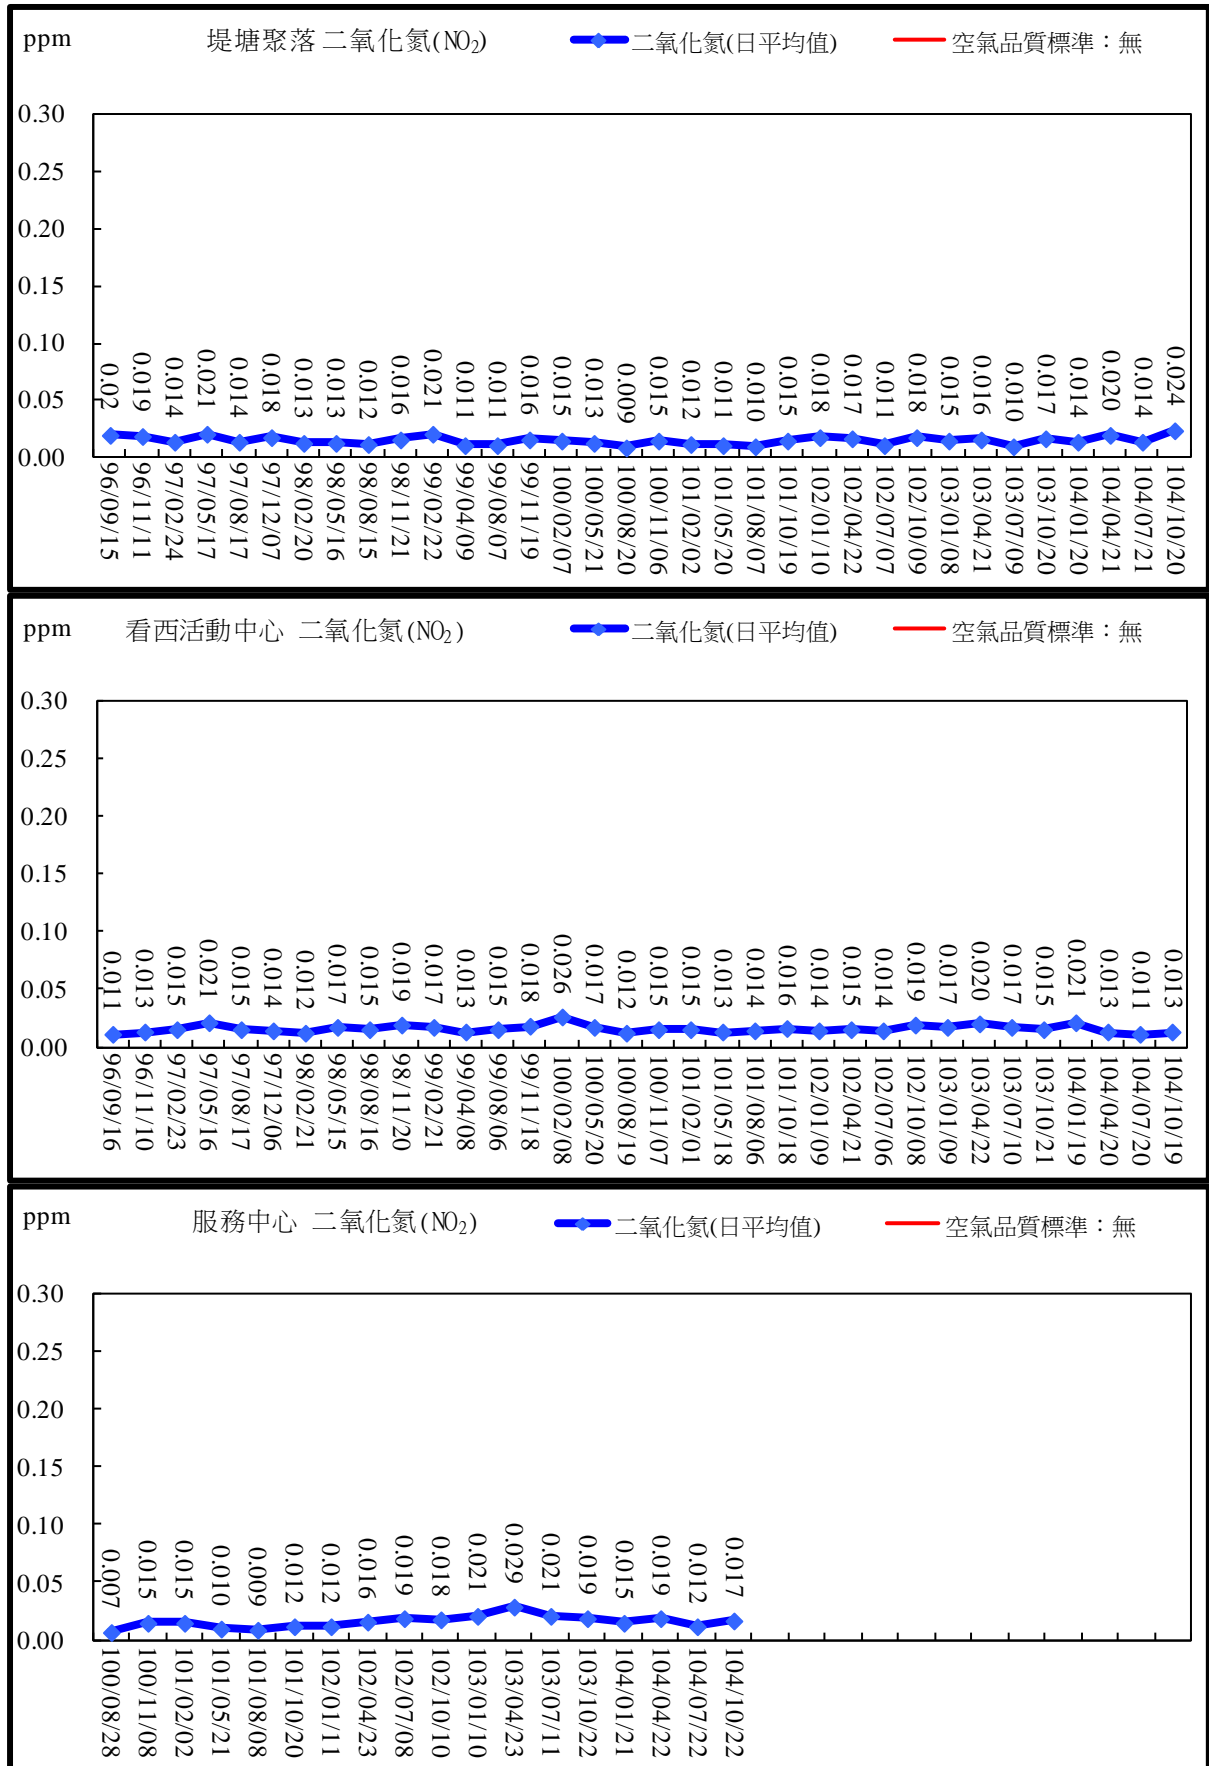 ppm 堤塘聚落 二氧化氮(NO2) 二氧化氮(日平均值) 空氣品質標準：無
0.30
0.25
0.20
0.15
0.10
0.05
0.00
0.02 0.019 0.014 0.021 0.014 0.018 0.013 0.013 0.012 0.016 0.021 0.011 0.011 0.016 0.015 0.013 0.009 0.015 0.012 0.011 0.010 0.015 0.018 0.017 0.011 0.018 0.015 0.016 0.010 0.017 0.014 0.020 0.014 0.024
96/09/15 96/11/11 97/02/24 97/05/17 97/08/17 97/12/07 98/02/20 98/05/16 98/08/15 98/11/21 99/02/22 99/04/09 99/08/07 99/11/19 100/02/07 100/05/21 100/08/20 100/11/06 101/02/02 101/05/20 101/08/07 101/10/19 102/01/10 102/04/22 102/07/07 102/10/09 103/01/08 103/04/21 103/07/09 103/10/20 104/01/20 104/04/21 104/07/21 104/10/20
ppm 看西活動中心 二氧化氮(NO2) 二氧化氮(日平均值) 空氣品質標準：無
0.30
0.25
0.20
0.15
0.10
0.05
0.00
0.011 0.013 0.015 0.021 0.015 0.014 0.012 0.017 0.015 0.019 0.017 0.013 0.015 0.018 0.026 0.017 0.012 0.015 0.015 0.013 0.014 0.016 0.014 0.015 0.014 0.019 0.017 0.020 0.017 0.015 0.021 0.013 0.011 0.013
96/09/16 96/11/10 97/02/23 97/05/16 97/08/17 97/12/06 98/02/21 98/05/15 98/08/16 98/11/20 99/02/21 99/04/08 99/08/06 99/11/18 100/02/08 100/05/20 100/08/19 100/11/07 101/02/01 101/05/18 101/08/06 101/10/18 102/01/09 102/04/21 102/07/06 102/10/08 103/01/09 103/04/22 103/07/10 103/10/21 104/01/19 104/04/20 104/07/20 104/10/19
ppm 服務中心 二氧化氮(NO2) 二氧化氮(日平均值) 空氣品質標準：無
0.30
0.25
0.20
0.15
0.10
0.05
0.00
0.007 0.015 0.015 0.010 0.009 0.012 0.012 0.016 0.019 0.018 0.021 0.029 0.021 0.019 0.015 0.019 0.012 0.017
100/08/28 100/11/08 101/02/02 101/05/21 101/08/08 101/10/20 102/01/11 102/04/23 102/07/08 102/10/10 103/01/10 103/04/23 103/07/11 103/10/22 104/01/21 104/04/22 104/07/22 104/10/22